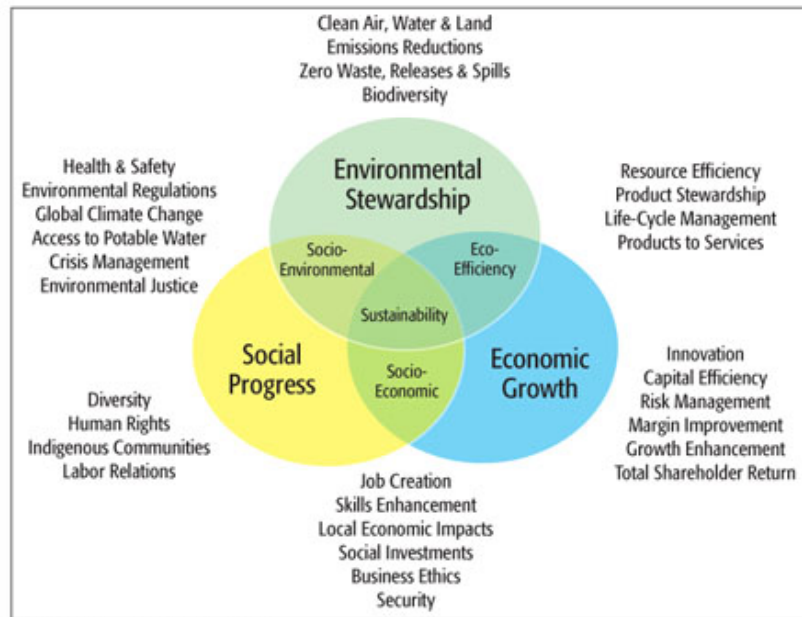 Clean Air, Water & Land
Emissions Reductions
Zero Waste, Releases & Spills
Biodiversity
Health & Safety
Environmental Regulations
Global Climate Change
Access to Potable Water
Crisis Management
Environmental Justice
Environmental
Stewardship
Resource Efficiency
Product Stewardship
Life-Cycle Management
Products to Services
Socio-
Environmental
Eco-
Efficiency
Sustainability
Social
Progress
Socio-
Economic
Economic
Growth
Diversity
Human Rights
Indigenous Communities
Labor Relations
Innovation
Capital Efficiency
Risk Management
Margin Improvement
Growth Enhancement
Total Shareholder Return
Job Creation
Skills Enhancement
Local Economic Impacts
Social Investments
Business Ethics
Security